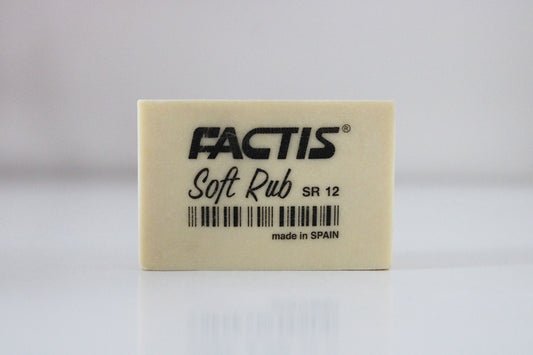 FACTIS®
Soft Rub SR 12
made in SPAIN